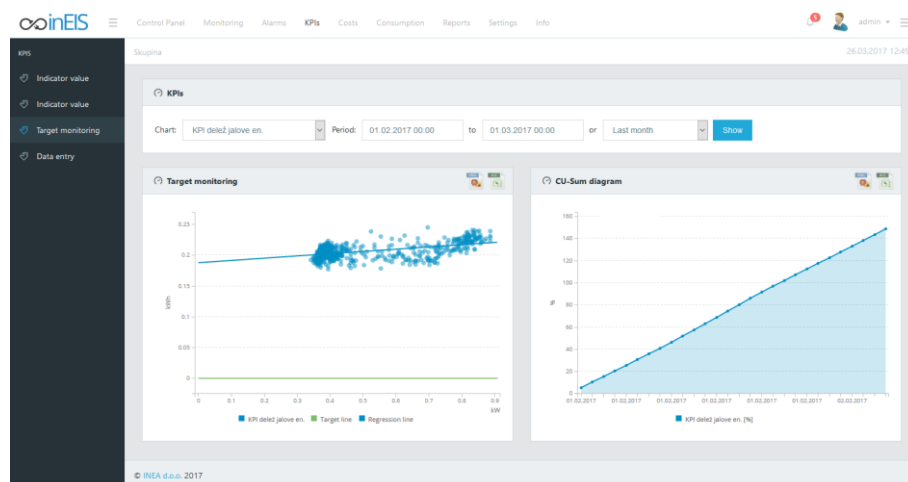 inEIS
Control Panel Monitoring Alarms KPIs Costs Consumption Reports Settings Info
5
admin
KPIS
Skupina
26.03.2017 12:49
Indicator value
Indicator value
Target monitoring
Data entry
KPIs
Chart: KPI delež jalove en. Period: 01.02.2017 00:00 to 01.03.2017 00:00 or Last month Show
Target monitoring
CU-Sum diagram
0.25
0.2
0.15
0.1
0.05
0
kWh
0 0.1 0.2 0.3 0.4 0.5 0.6 0.7 0.8 0.9
kW
KPI delež jalove en. Target line Regression line
160
140
120
100
80
60
40
20
0
%
01.02.2017 01.02.2017 01.02.2017 01.02.2017 01.02.2017 01.02.2017 02.02.2017
KPI delež jalove en. [%]
© INEA d.o.o. 2017